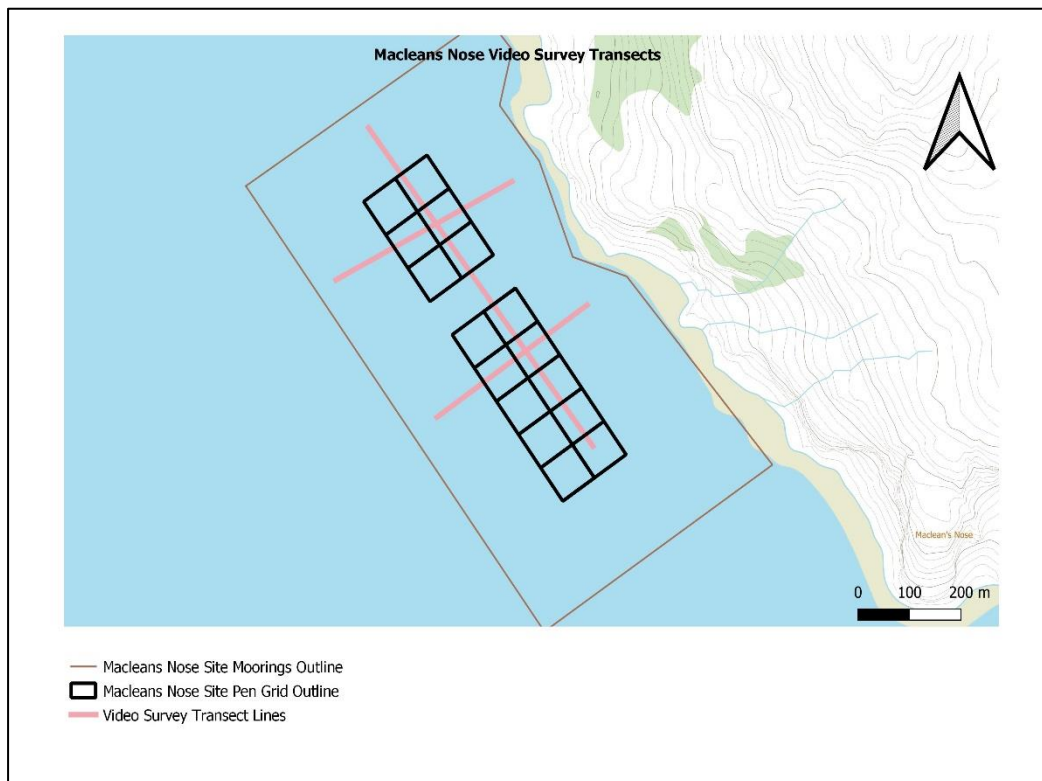 Macleans Nose Video Survey Transects
Maclean's Nose
0 100 200 m
Macleans Nose Site Moorings Outline
Macleans Nose Site Pen Grid Outline
Video Survey Transect Lines